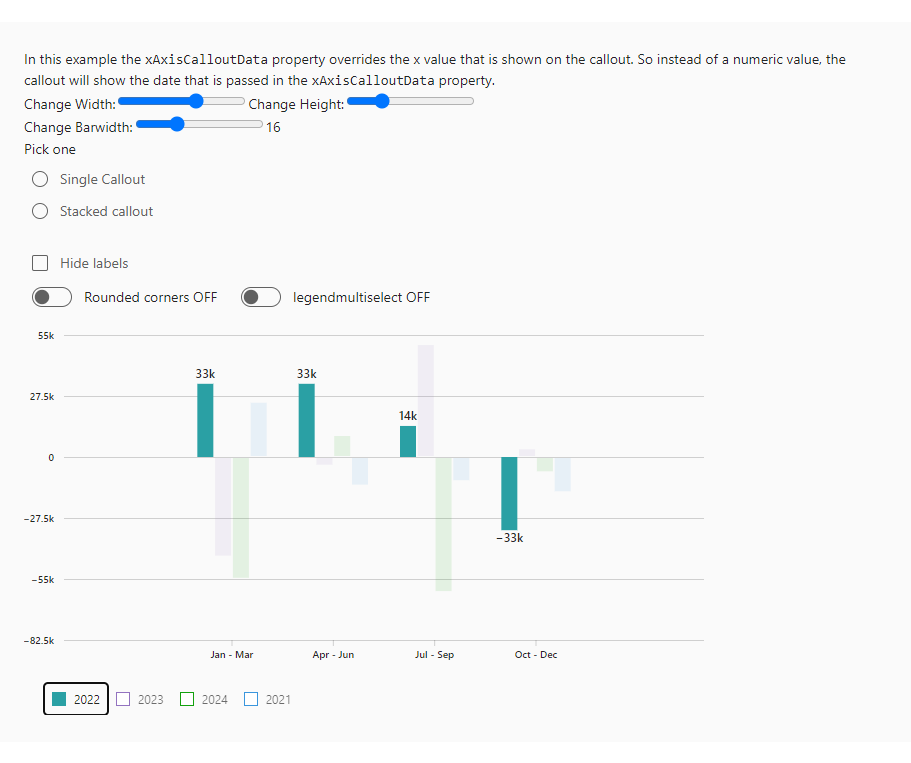 In this example the xAxisCalloutData property overrides the x value that is shown on the callout. So instead of a numeric value, the
callout will show the date that is passed in the xAxisCalloutData property.
Change Width: Change Height:
Change Barwidth: 16
Pick one
Single Callout
Stacked callout
Hide labels
Rounded corners OFF legendmultiselect OFF
55k
33k 33k
27.5k
14k
0
−27.5k
−33k
−55k
−82.5k
Jan - Mar Apr - Jun Jul - Sep Oct - Dec
2022 2023 2024 2021